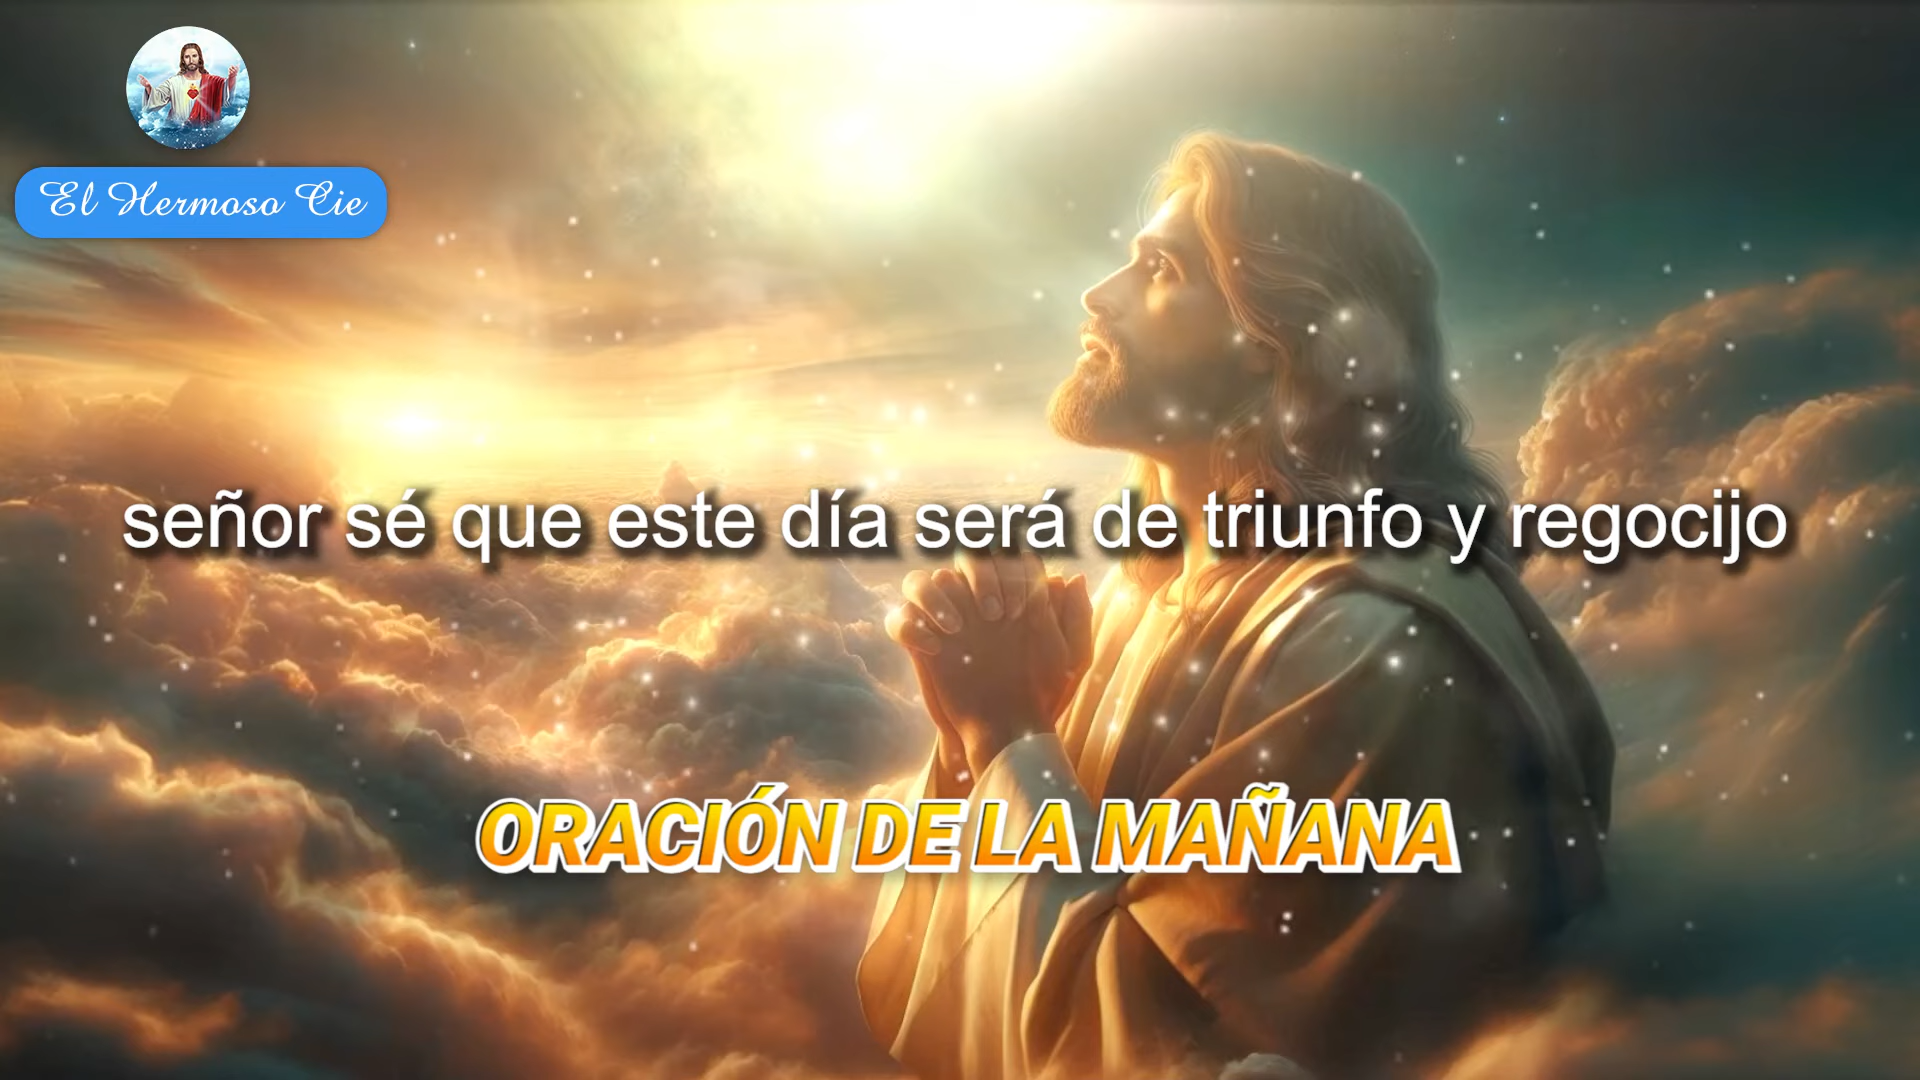 El Hermoso Cie
señor sé que este día será de triunfo y regocijo
ORACIÓN DE LA MAÑANA